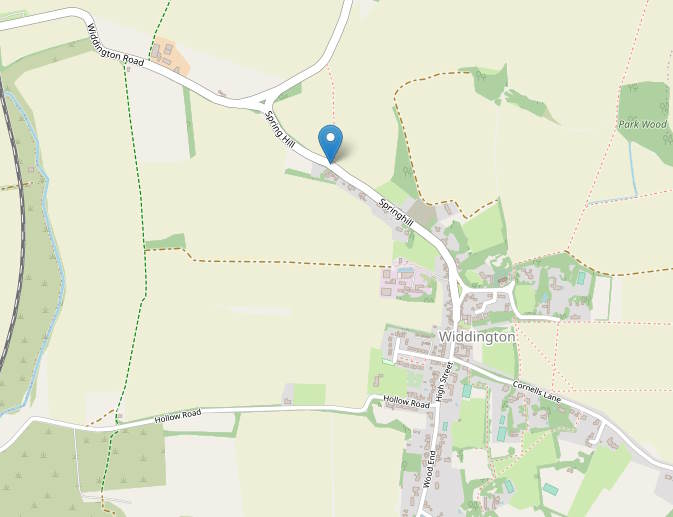 Widdington Road
Spring Hill
Park Wood
Springhill
Widdington
High Street
Cornells Lane
Hollow Road
Hollow Road
Wood End